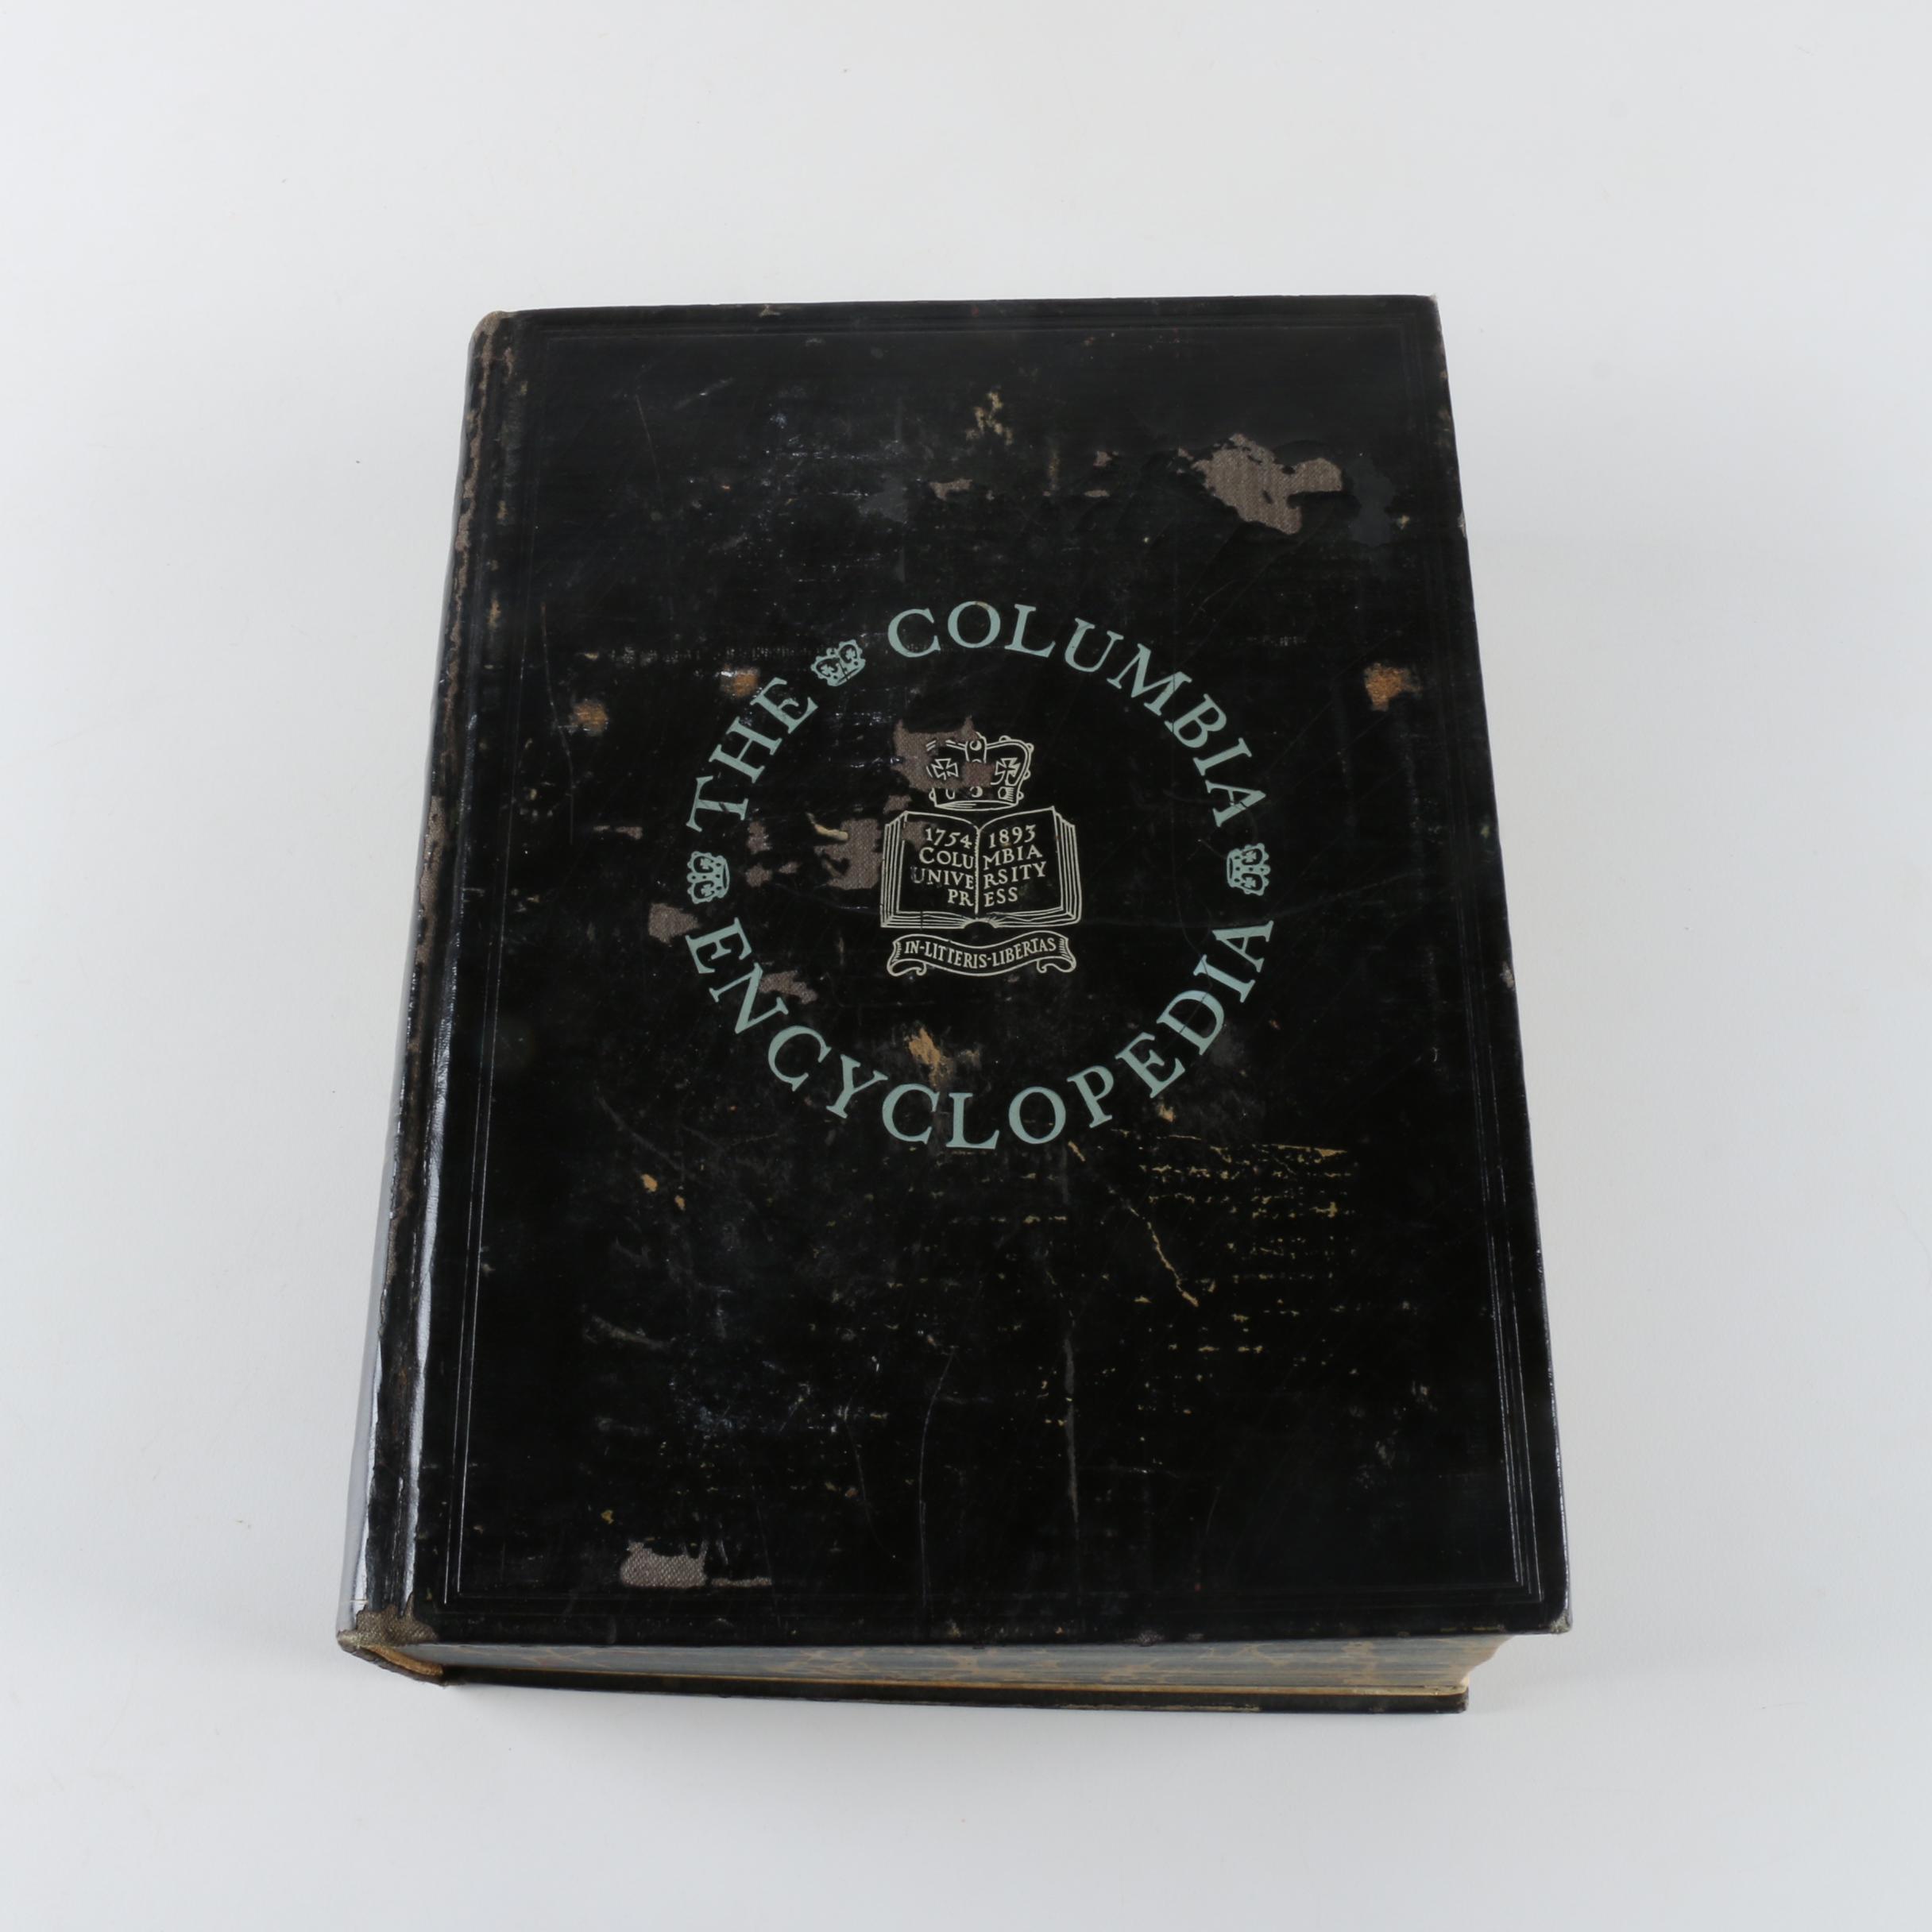 THE COLUMBIA
ENCYCLOPEDIA
1754 1893
COLUMBIA
UNIVERSITY
PRESS
IN-LITTERIS-LIBERTAS